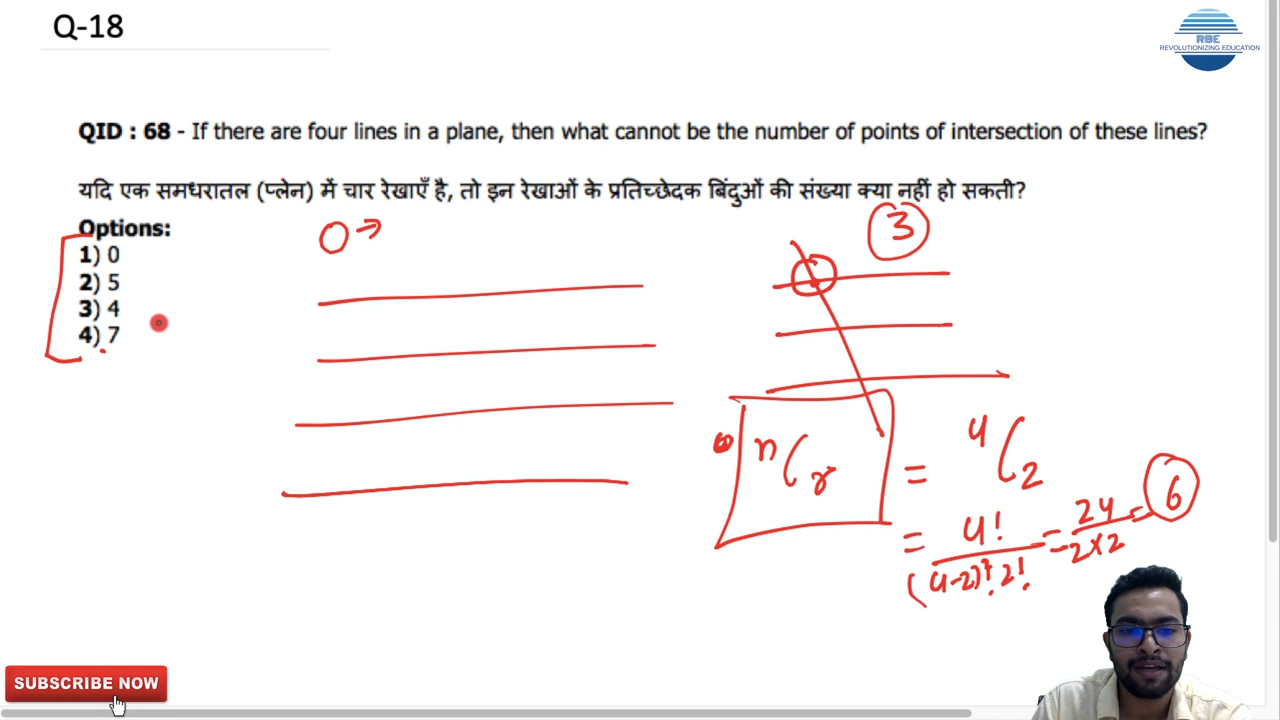 Q-18
RBE
REVOLUTIONIZING EDUCATION
QID : 68 - If there are four lines in a plane, then what cannot be the number of points of intersection of these lines?
यदि एक समधरातल (प्लेन) में चार रेखाएँ है, तो इन रेखाओं के प्रतिच्छेदक बिंदुओं की संख्या क्या नहीं हो सकती?
Options:
1) 0
2) 5
3) 4
4) 7
0 →
3
nCr = 4C2
= 4! / (4-2)! 2! = 24 / 2×2 = 6
SUBSCRIBE NOW